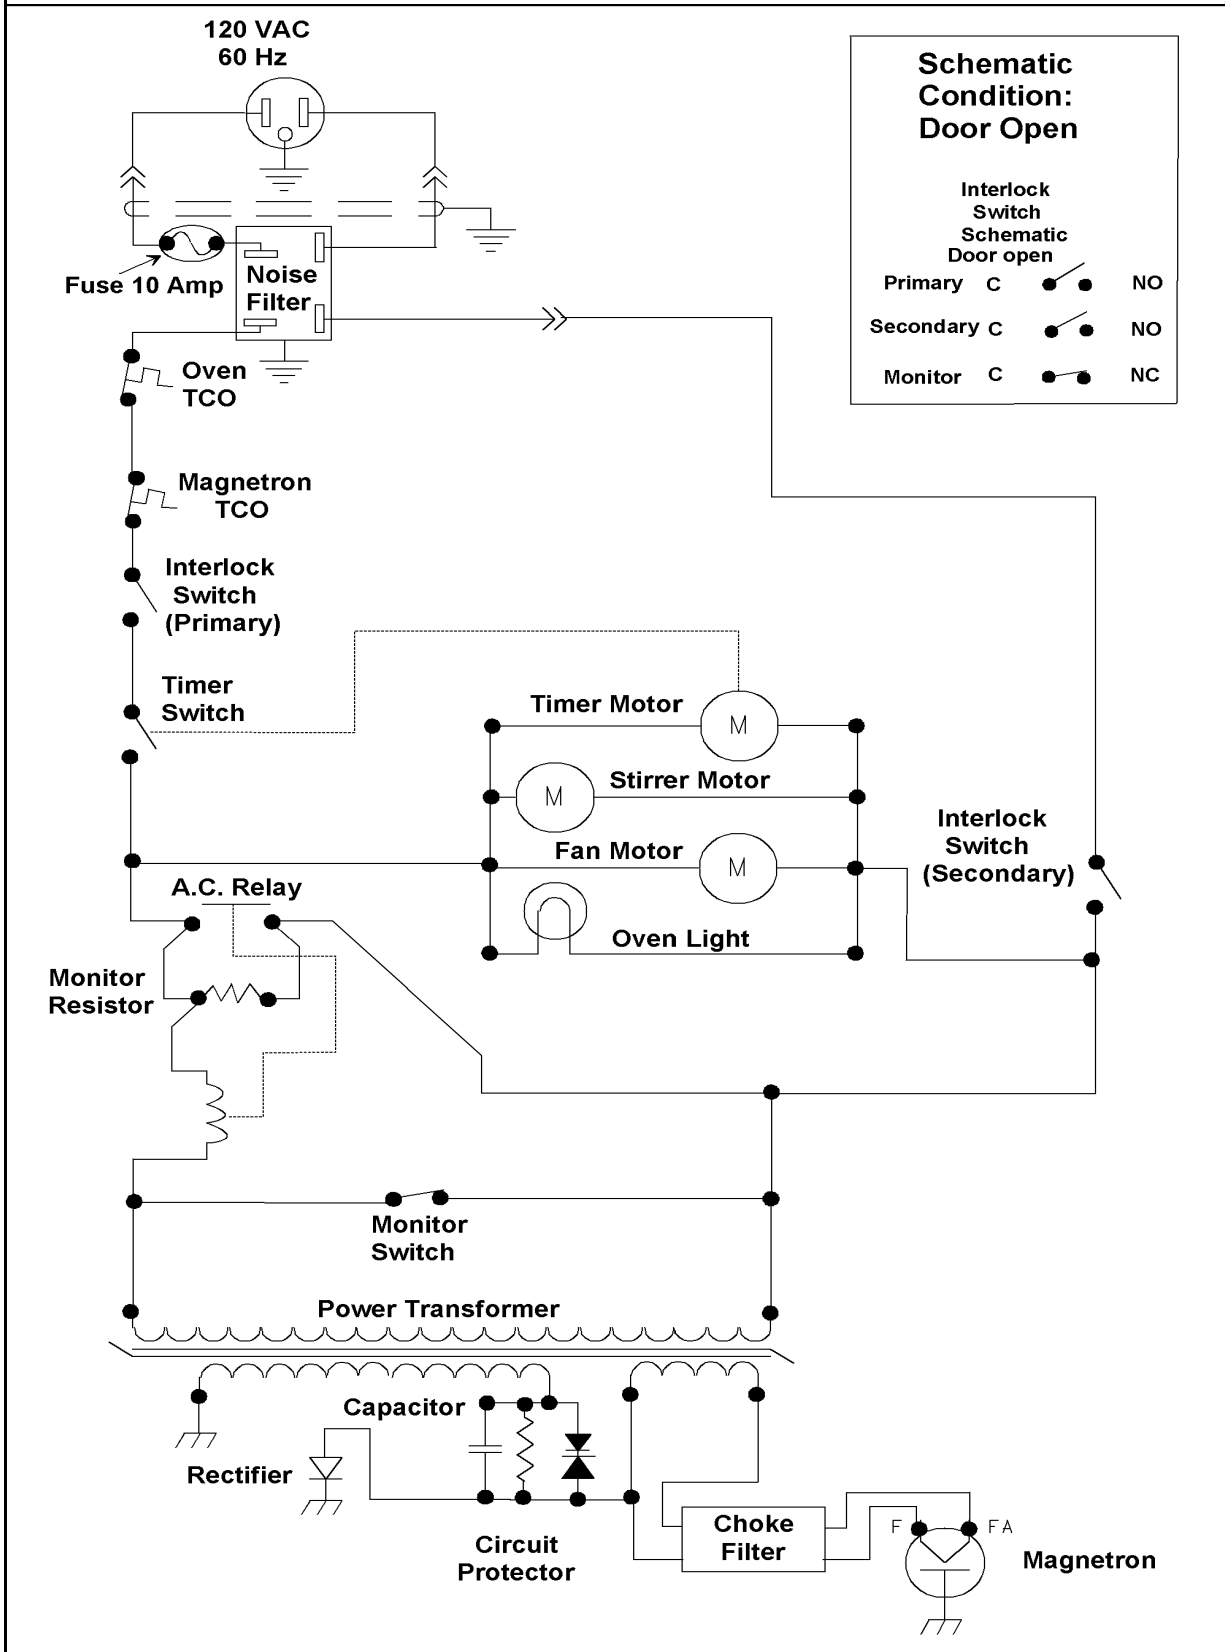 120 VAC
60 Hz
Schematic
Condition:
Door Open
Interlock
Switch
Schematic
Door open
Primary C NO
Secondary C NO
Monitor C NC
Fuse 10 Amp
Noise
Filter
Oven
TCO
Magnetron
TCO
Interlock
Switch
(Primary)
Timer
Switch
Timer Motor
M
Stirrer Motor
M
Fan Motor
M
Oven Light
Interlock
Switch
(Secondary)
A.C. Relay
Monitor
Resistor
Monitor
Switch
Power Transformer
Capacitor
Rectifier
Circuit
Protector
Choke
Filter
F
FA
Magnetron